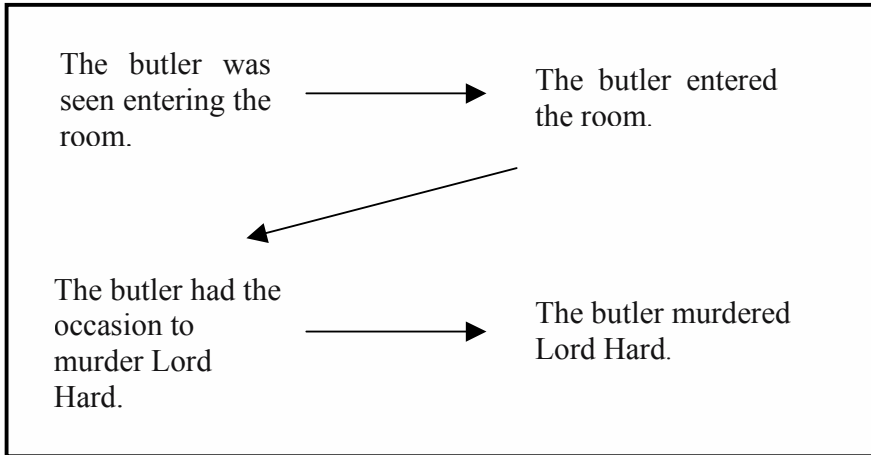 The butler was
seen entering the
room.
The butler entered
the room.
The butler had the
occasion to
murder Lord
Hard.
The butler murdered
Lord Hard.